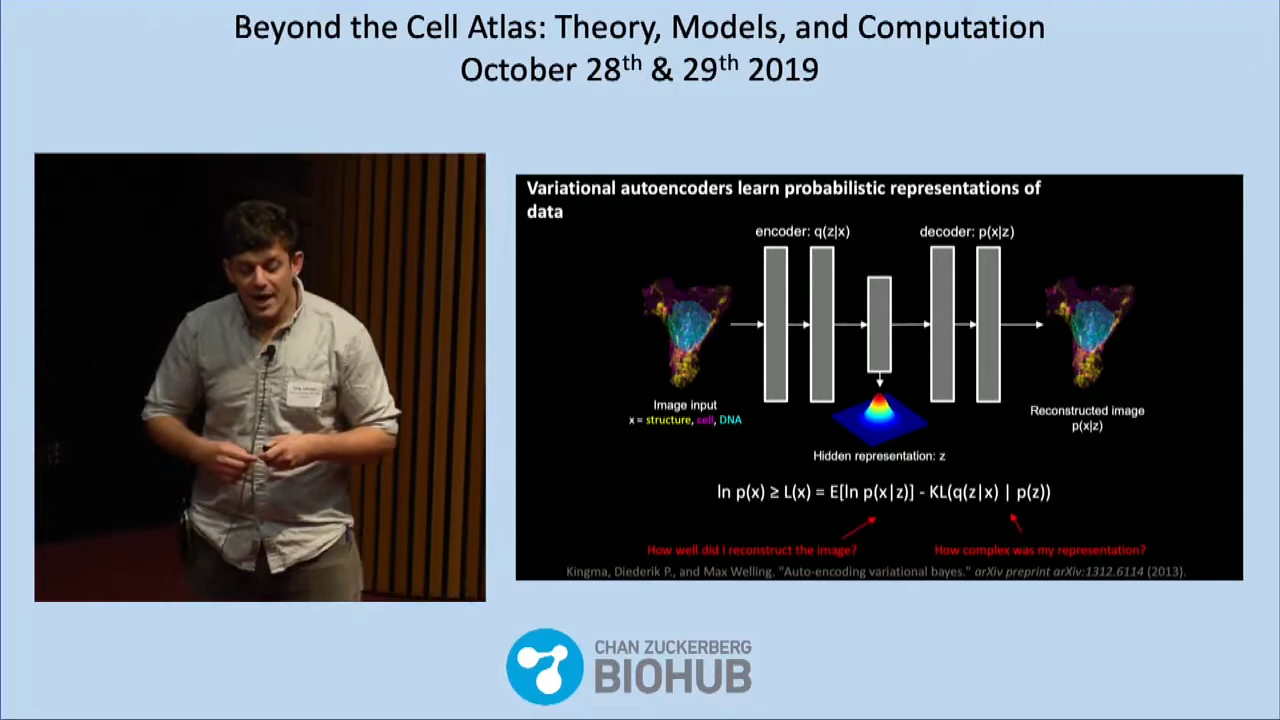 Beyond the Cell Atlas: Theory, Models, and Computation
October 28th & 29th 2019
Variational autoencoders learn probabilistic representations of
data
encoder: q(z|x)
decoder: p(x|z)
Image input
x = structure, cell, DNA
Reconstructed image
p(x|z)
Hidden representation: z
ln p(x) ≥ L(x) = E[ln p(x|z)] - KL(q(z|x) | p(z))
How well did I reconstruct the image?
How complex was my representation?
Kingma, Diederik P., and Max Welling. "Auto-encoding variational bayes." arXiv preprint arXiv:1312.6114 (2013).
CHAN ZUCKERBERG
BIOHUB